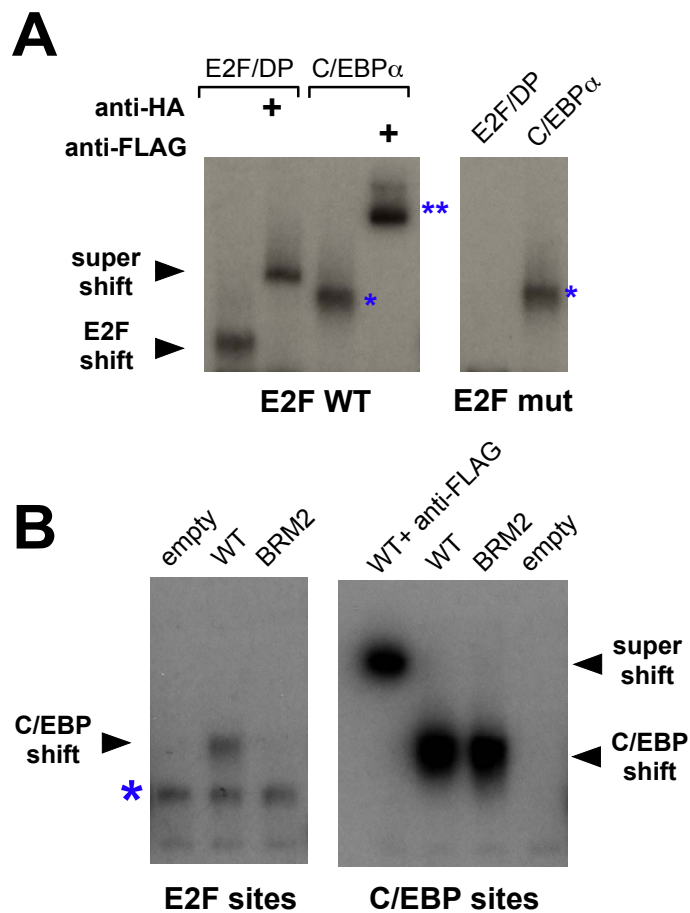 A
E2F/DP C/EBPα
anti-HA +
anti-FLAG +
E2F/DP
C/EBPα
**
super
shift
*
*
E2F
shift
E2F WT
E2F mut
B
empty
WT
BRM2
WT+ anti-FLAG
WT
BRM2
empty
super
shift
C/EBP
shift
C/EBP
shift
*
E2F sites
C/EBP sites